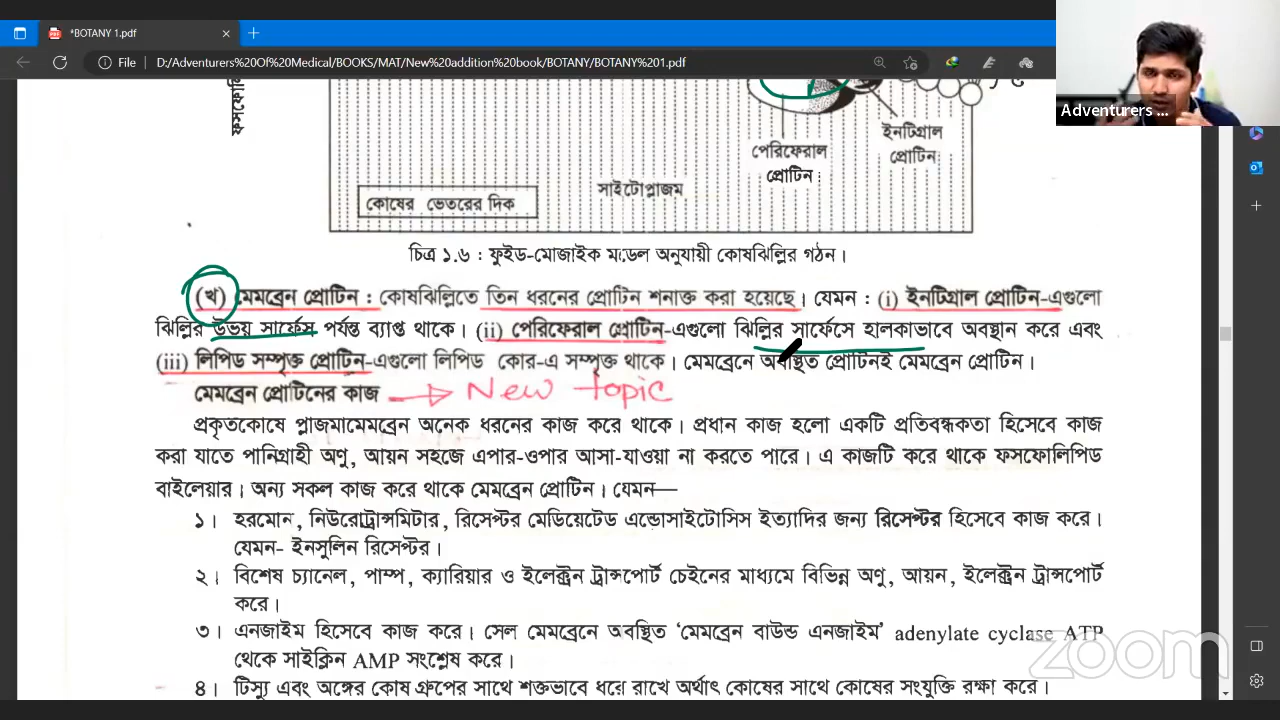 *BOTANY 1.pdf
File D:/Adventurers%20Of%20Medical/BOOKS/MAT/New%20addition%20book/BOTANY/BOTANY%201.pdf
Adventurers ...
ইনটিগ্রাল
প্রোটিন
পেরিফেরাল
প্রোটিন
সাইটোপ্লাজম
কোষের ভেতরের দিক
চিত্র ১.৬ : ফুইড-মোজাইক মডেল অনুযায়ী কোষঝিল্লির গঠন।
(খ) মেমব্রেন প্রোটিন : কোষঝিল্লিতে তিন ধরনের প্রোটিন শনাক্ত করা হয়েছে। যেমন : (i) ইনটিগ্রাল প্রোটিন-এগুলো
ঝিল্লির উভয় সার্ফেস পর্যন্ত ব্যাপ্ত থাকে। (ii) পেরিফেরাল প্রোটিন-এগুলো ঝিল্লির সার্ফেসে হালকাভাবে অবস্থান করে এবং
(iii) লিপিড সম্পৃক্ত প্রোটিন-এগুলো লিপিড কোর-এ সম্পৃক্ত থাকে। মেমব্রেনে অবস্থিত প্রোটিনই মেমব্রেন প্রোটিন।
মেমব্রেন প্রোটিনের কাজ New topic
প্রকৃতকোষে প্লাজমামেমব্রেন অনেক ধরনের কাজ করে থাকে। প্রধান কাজ হলো একটি প্রতিবন্ধকতা হিসেবে কাজ
করা যাতে পানিগ্রাহী অণু, আয়ন সহজে এপার-ওপার আসা-যাওয়া না করতে পারে। এ কাজটি করে থাকে ফসফোলিপিড
বাইলেয়ার। অন্য সকল কাজ করে থাকে মেমব্রেন প্রোটিন। যেমন—
১। হরমোন, নিউরোট্রান্সমিটার, রিসেপ্টর মেডিয়েটেড এন্ডোসাইটোসিস ইত্যাদির জন্য রিসেপ্টর হিসেবে কাজ করে।
যেমন- ইনসুলিন রিসেপ্টর।
২। বিশেষ চ্যানেল, পাম্প, ক্যারিয়ার ও ইলেক্ট্রন ট্রান্সপোর্ট চেইনের মাধ্যমে বিভিন্ন অণু, আয়ন, ইলেক্ট্রন ট্রান্সপোর্ট
করে।
৩। এনজাইম হিসেবে কাজ করে। সেল মেমব্রেনে অবস্থিত ‘মেমব্রেন বাউন্ড এনজাইম’ adenylate cyclase ATP
থেকে সাইক্লিন AMP সংশ্লেষ করে।
৪। টিস্যু এবং অঙ্গের কোষ গ্রুপের সাথে শক্তভাবে ধরে রাখে অর্থাৎ কোষের সাথে কোষের সংযুক্তি রক্ষা করে।
zoom